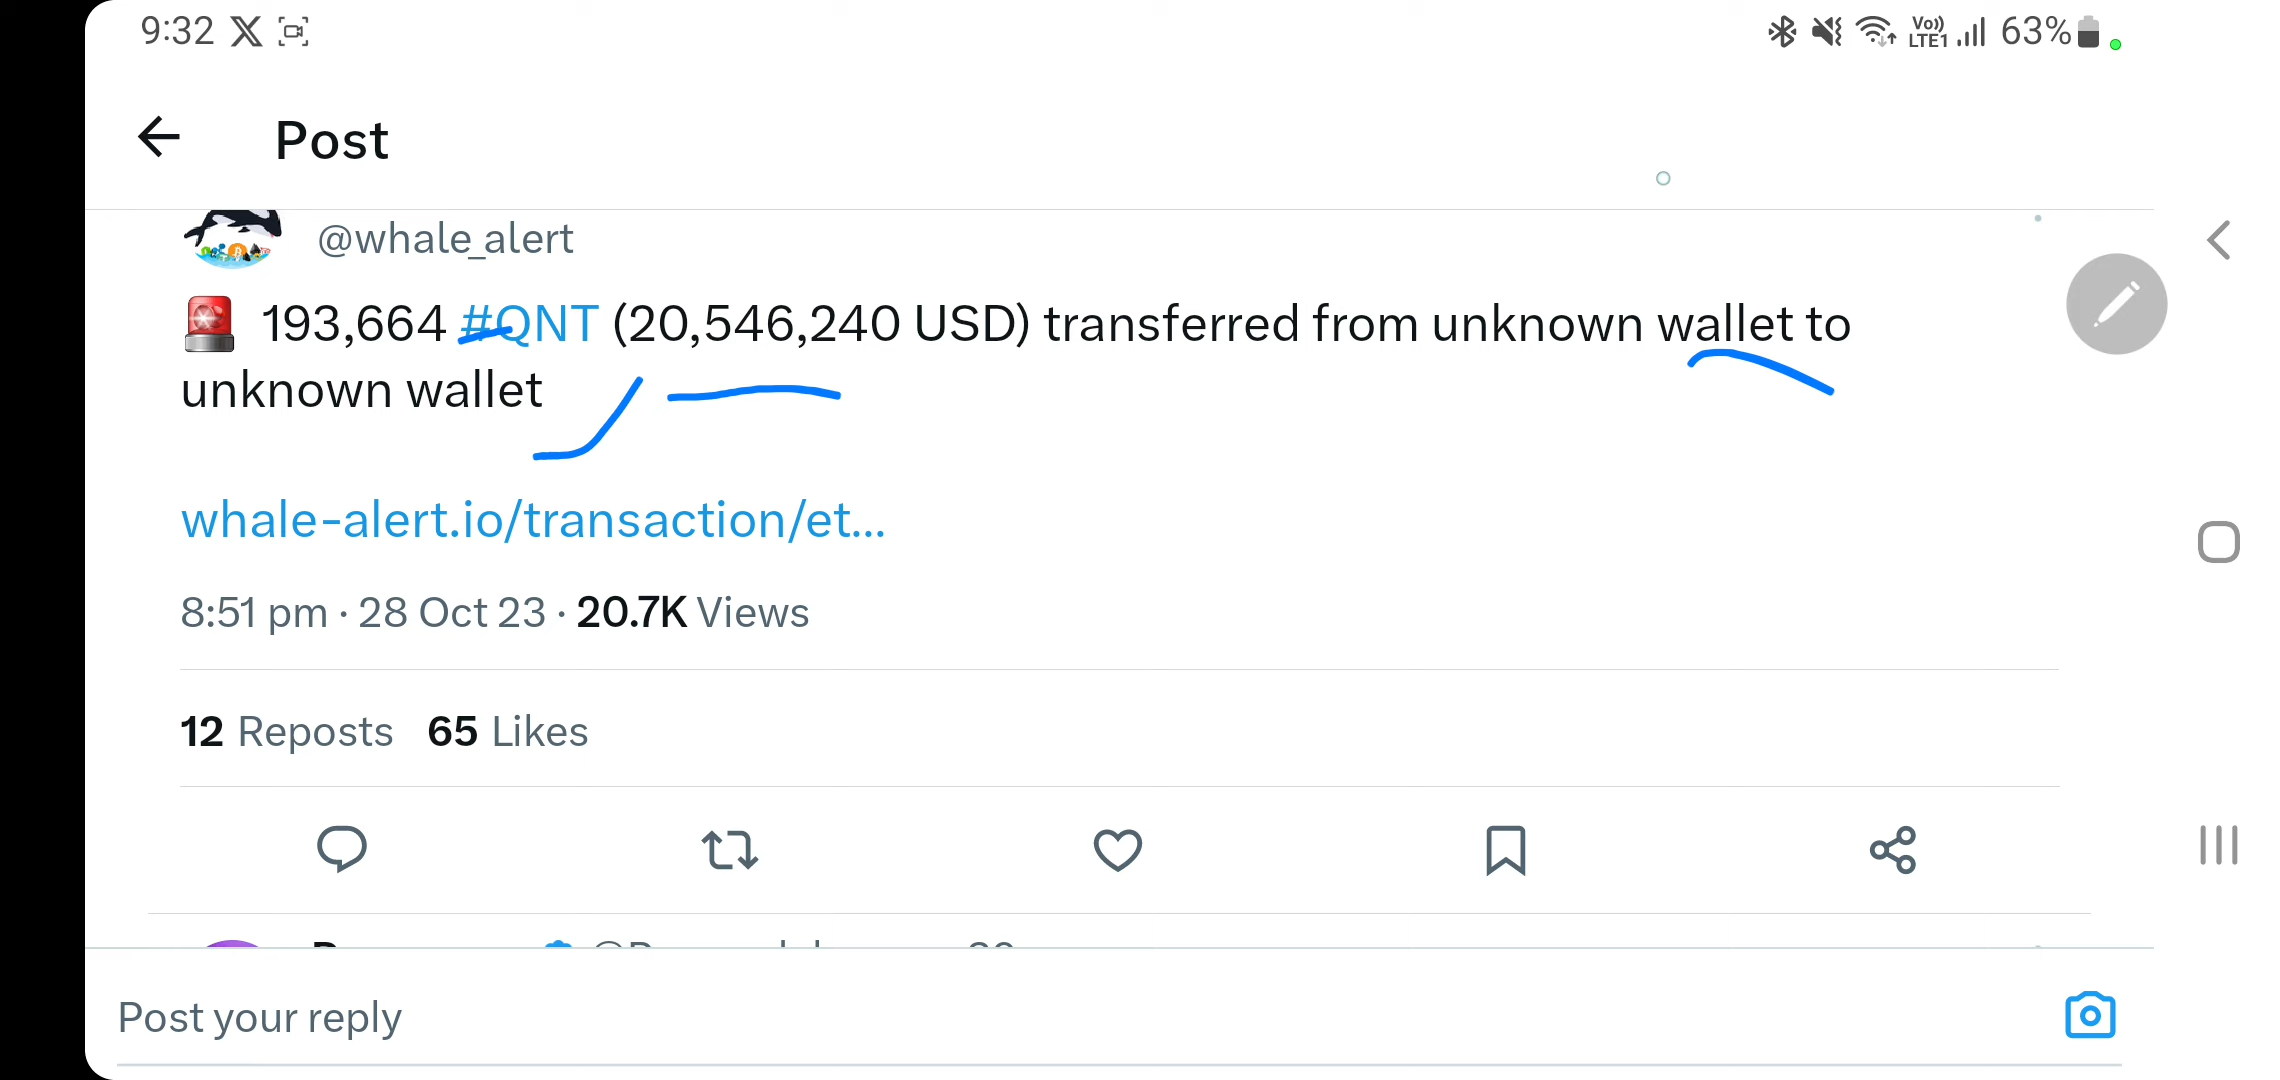 9:32
Vo)) LTE1 63%
Post
@whale_alert
193,664 #QNT (20,546,240 USD) transferred from unknown wallet to
unknown wallet
whale-alert.io/transaction/et...
8:51 pm · 28 Oct 23 · 20.7K Views
12 Reposts 65 Likes
Post your reply